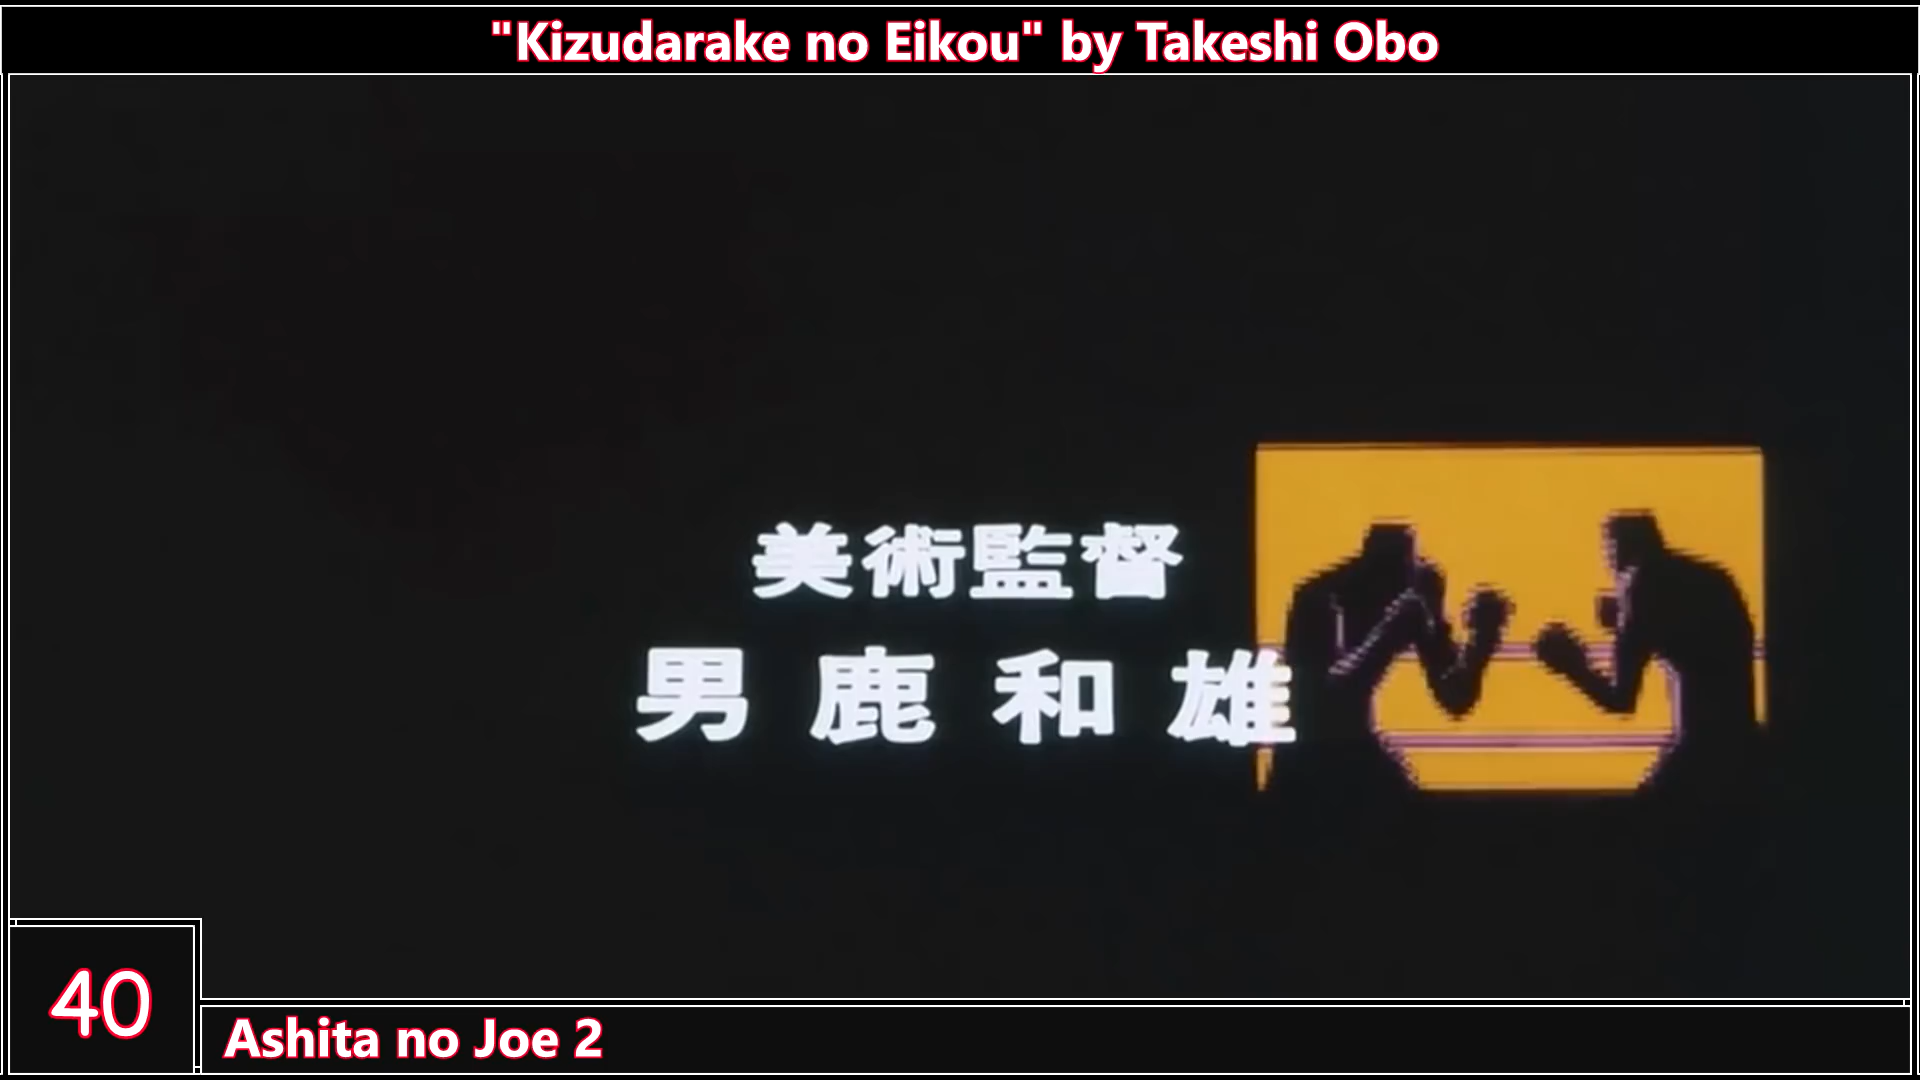 "Kizudarake no Eikou" by Takeshi Obo
美術監督
男鹿和雄
40
Ashita no Joe 2